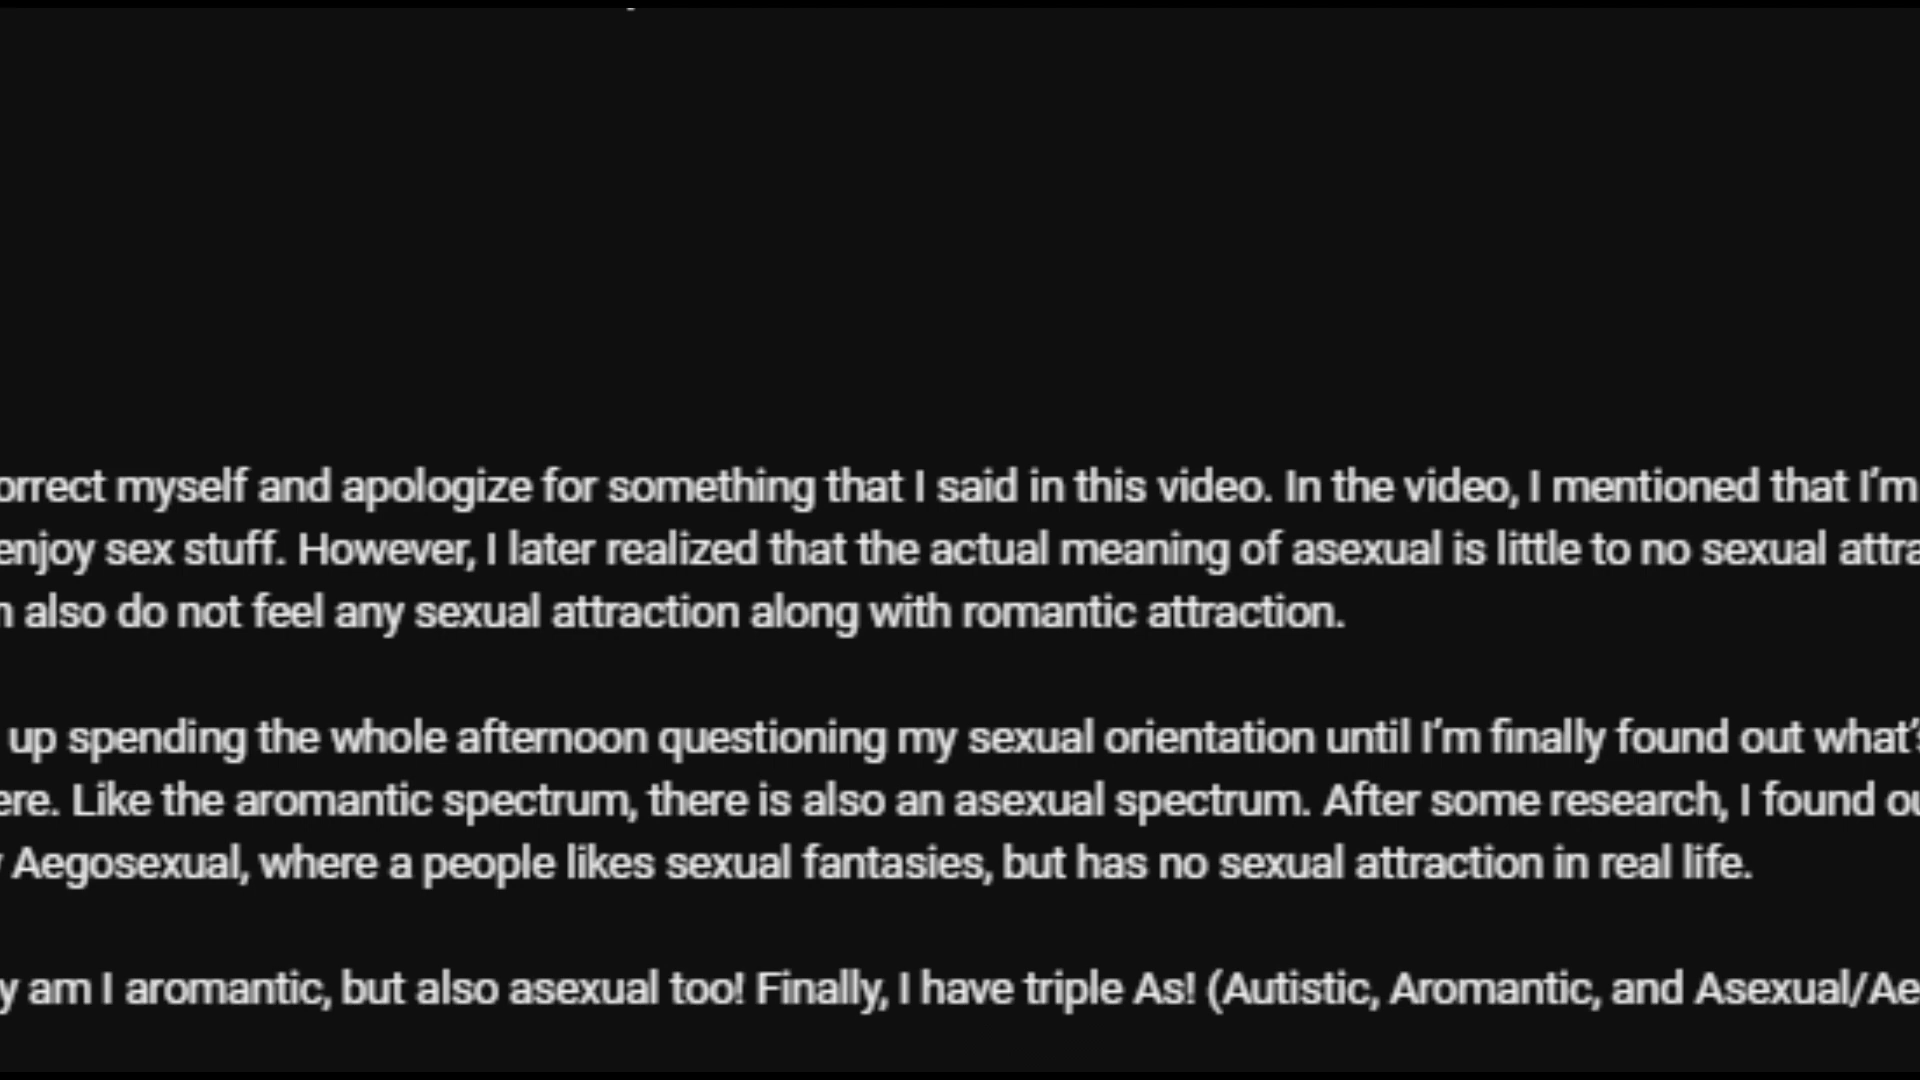 orrect myself and apologize for something that I said in this video. In the video, I mentioned that I'm
enjoy sex stuff. However, I later realized that the actual meaning of asexual is little to no sexual attra
also do not feel any sexual attraction along with romantic attraction.
up spending the whole afternoon questioning my sexual orientation until I'm finally found out what's
ere. Like the aromantic spectrum, there is also an asexual spectrum. After some research, I found ou
Aegosexual, where a people likes sexual fantasies, but has no sexual attraction in real life.
y am I aromantic, but also asexual too! Finally, I have triple As! (Autistic, Aromantic, and Asexual/Ae